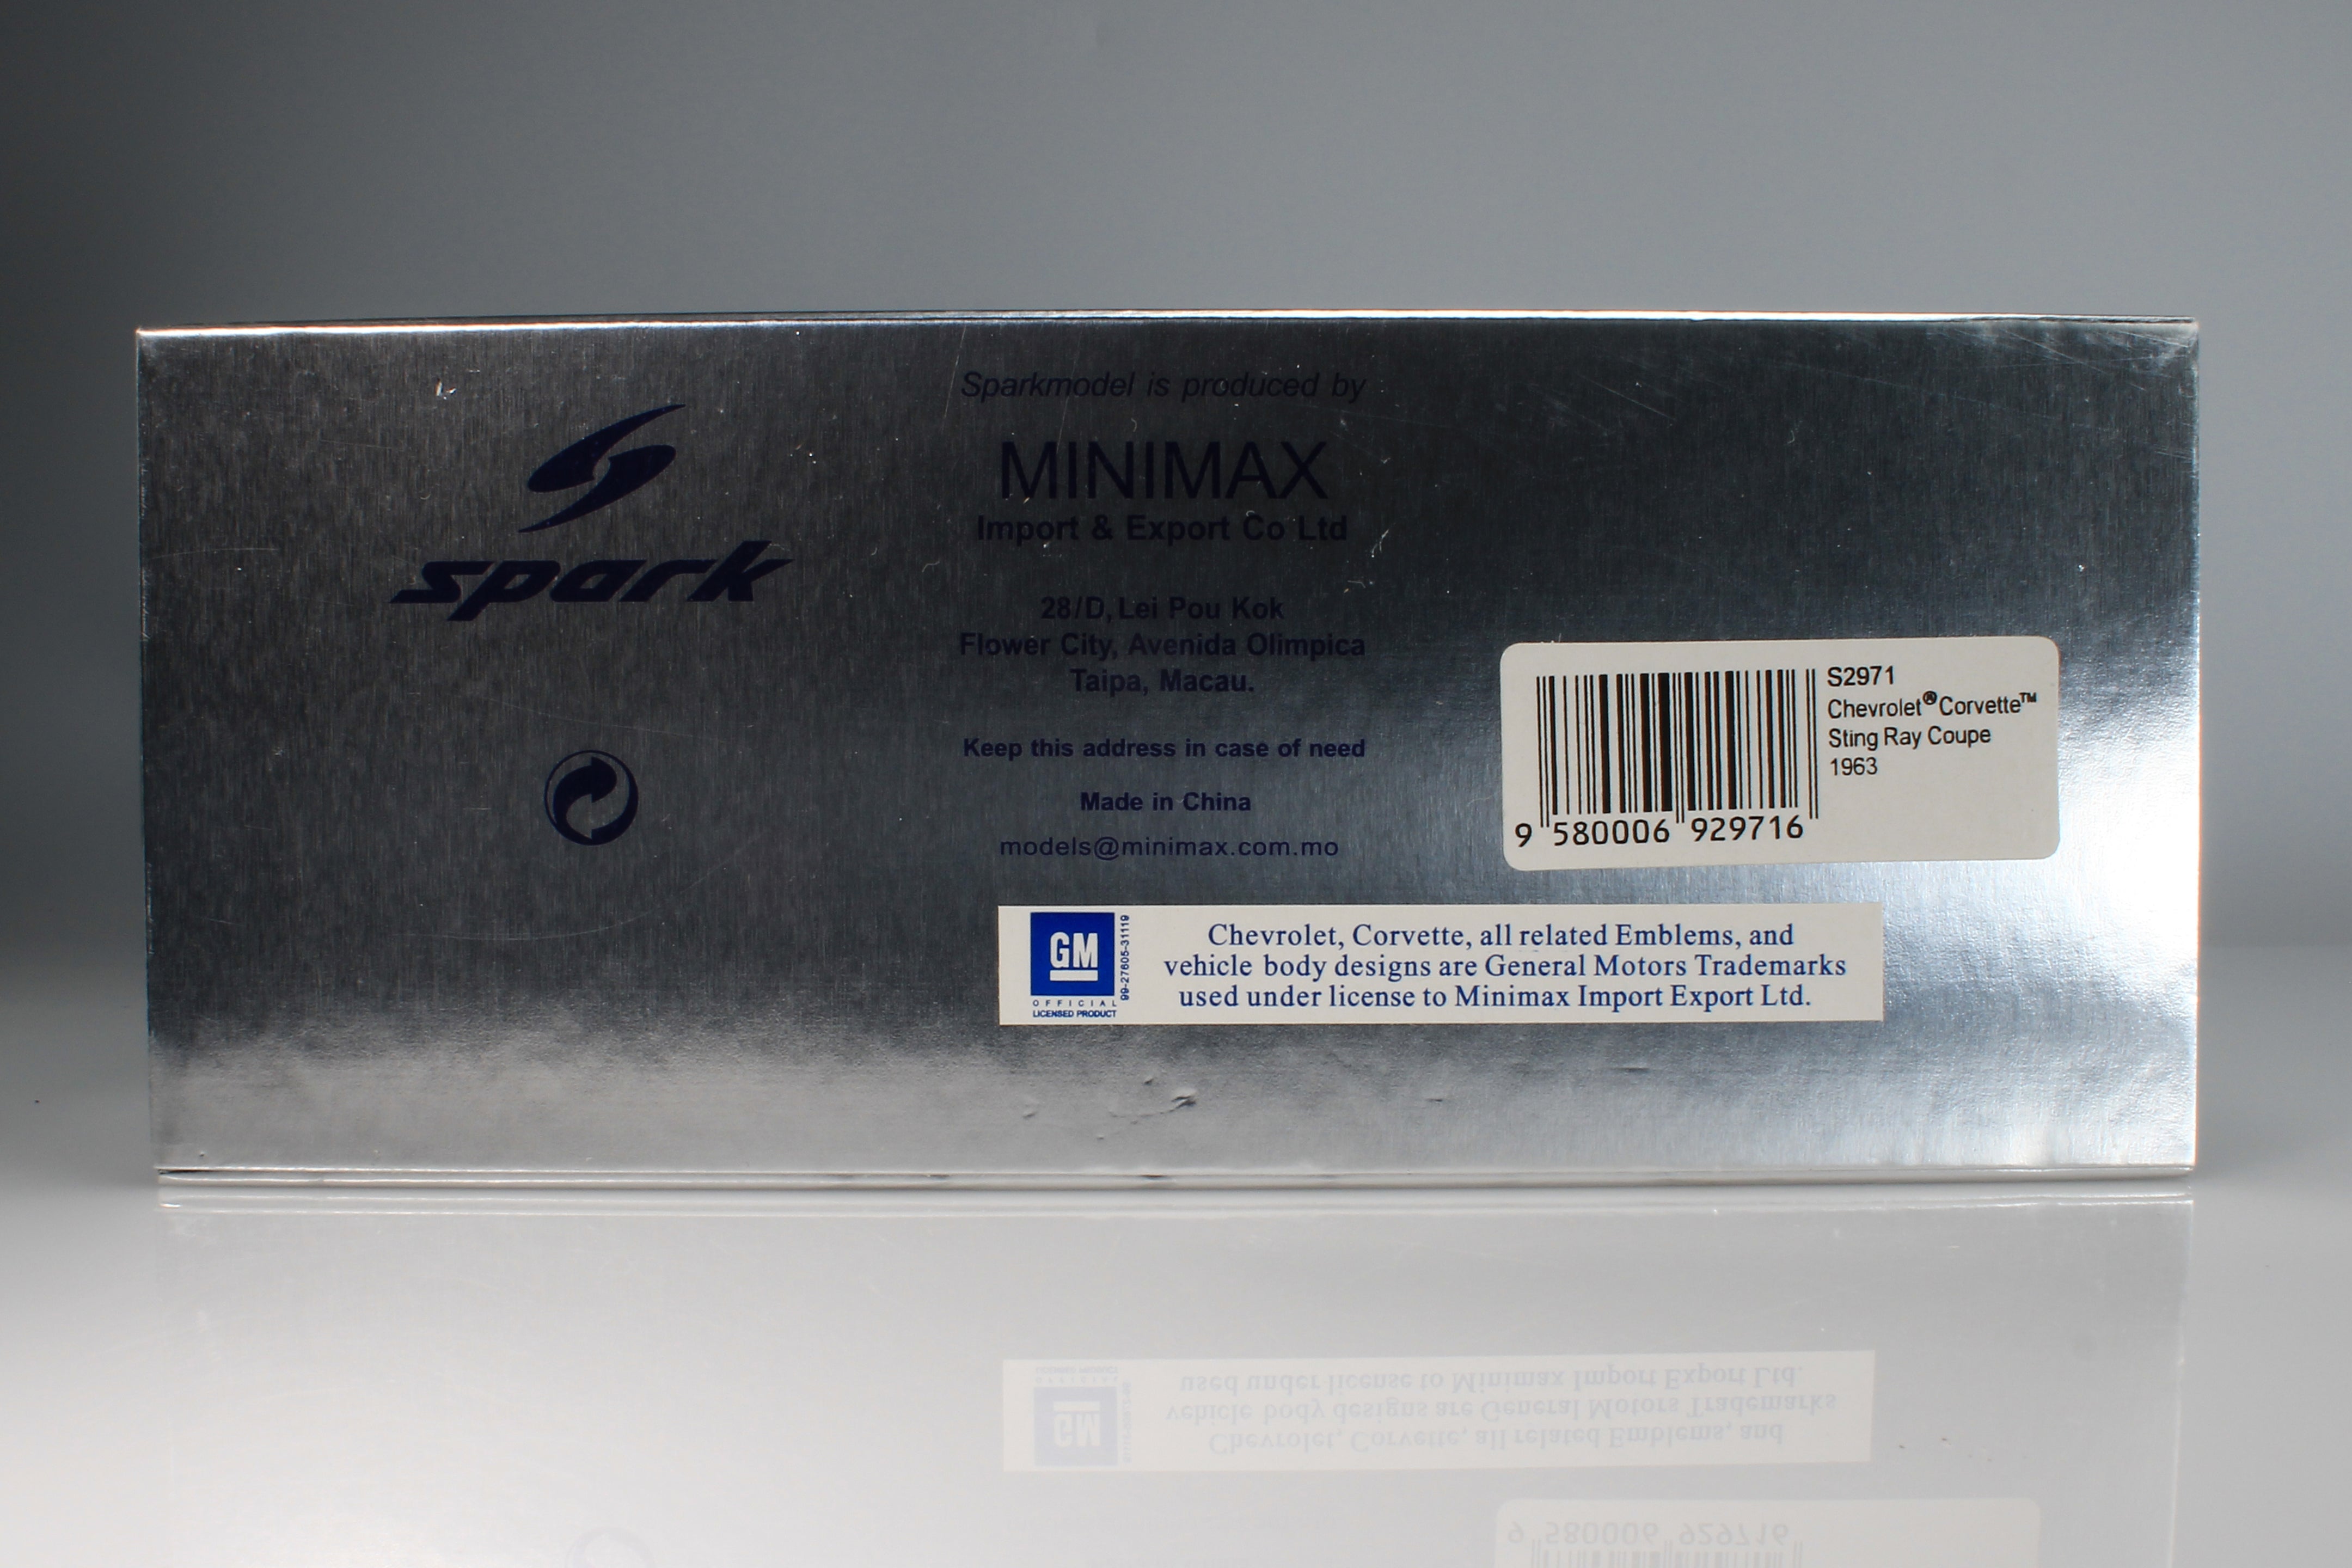 spark
Sparkmodel is produced by
MINIMAX
Import & Export Co Ltd
28/D, Lei Pou Kok
Flower City, Avenida Olimpica
Taipa, Macau.
Keep this address in case of need
Made in China
models@minimax.com.mo
S2971
Chevrolet® Corvette™
Sting Ray Coupe
1963
9 580006 929716
GM
OFFICIAL
LICENSED PRODUCT
99-27605-31119
Chevrolet, Corvette, all related Emblems, and
vehicle body designs are General Motors Trademarks
used under license to Minimax Import Export Ltd.